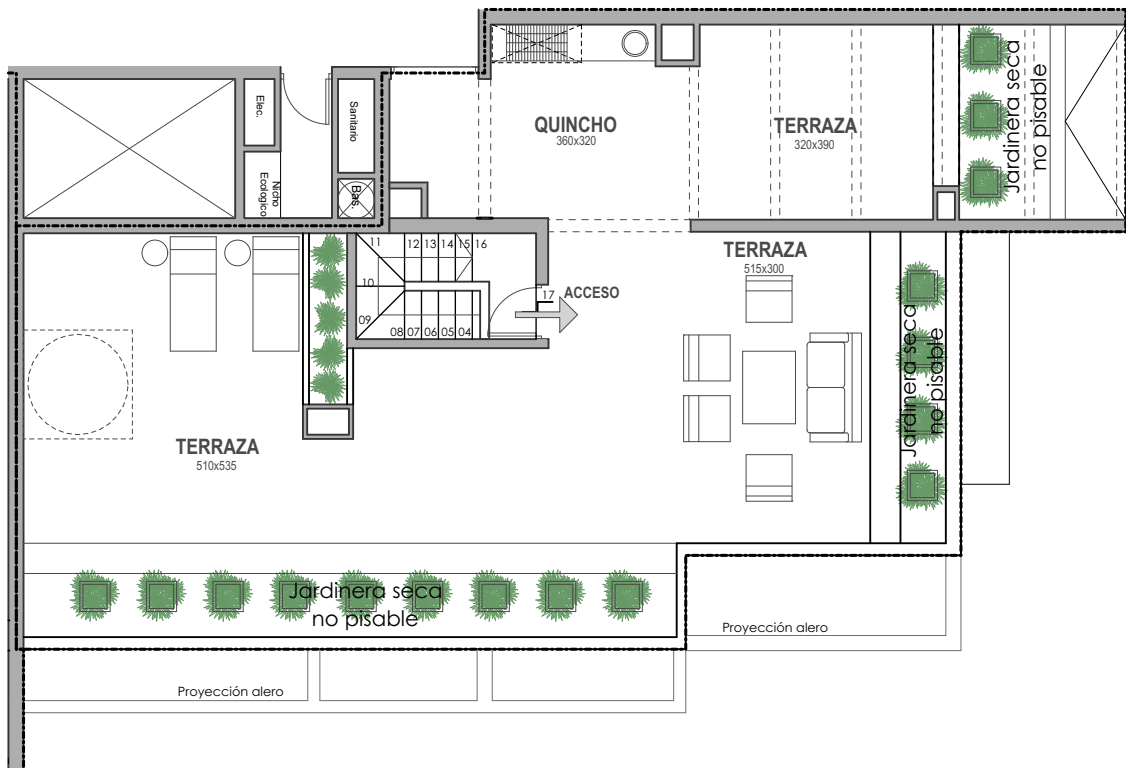 QUINCHO
360x320
TERRAZA
320x390
Jardinera seca
no pisable
Elec.
Sanitario
Nicho
Ecologico
Bas.
TERRAZA
515x300
11
12
13
14
15
16
10
09
08
07
06
05
04
17
ACCESO
Jardinera seca
no pisable
TERRAZA
510x535
Jardinera seca
no pisable
Proyección alero
Proyección alero